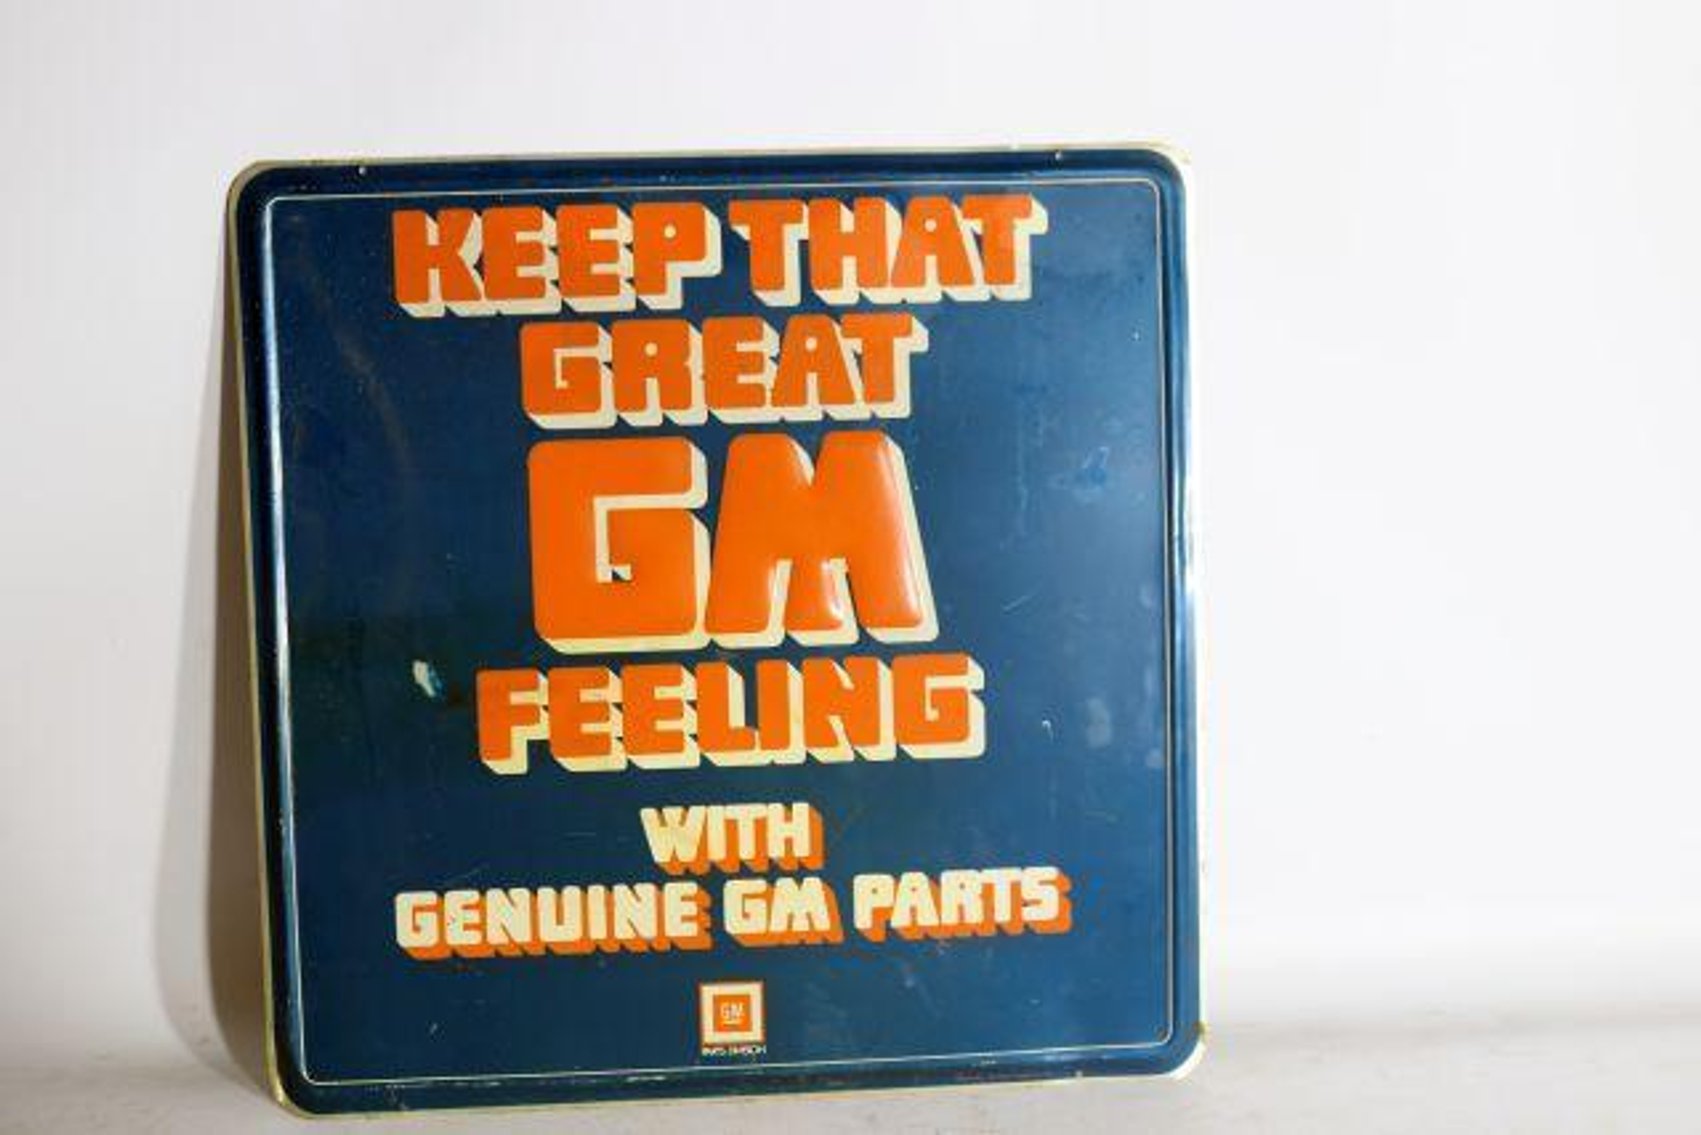 KEEP THAT
GREAT
GM
FEELING
WITH
GENUINE GM PARTS
GM